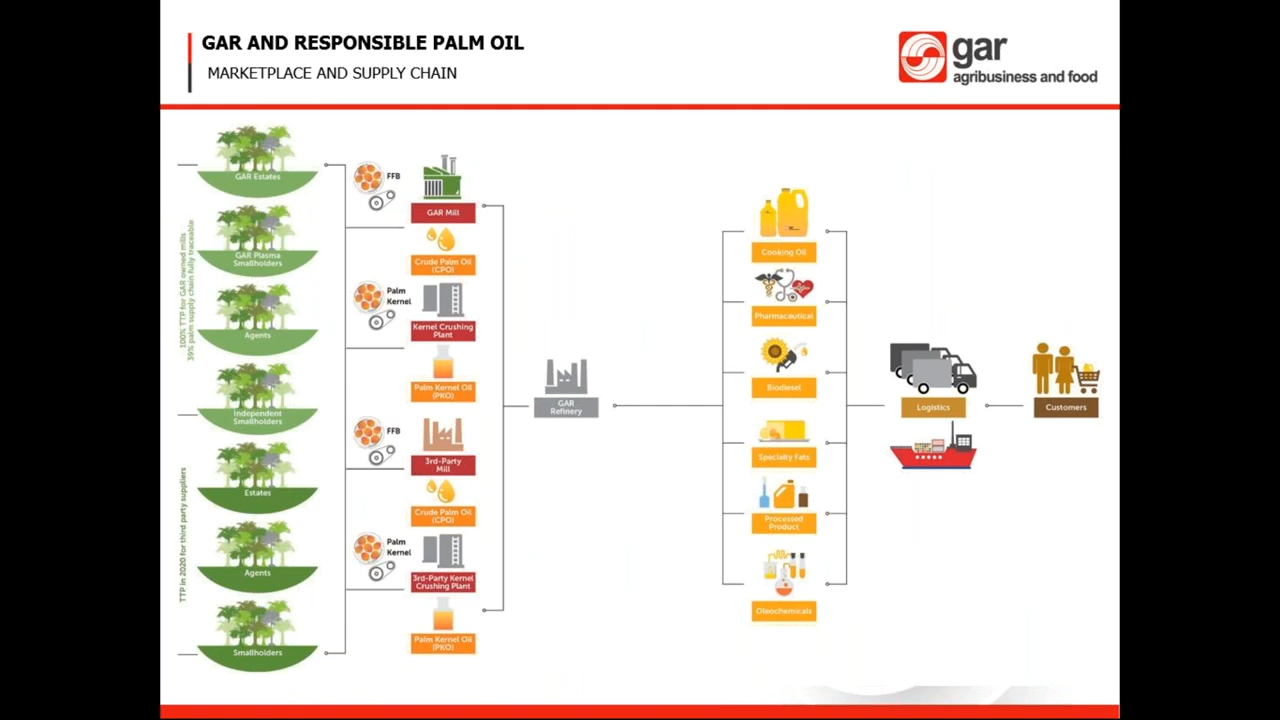 GAR AND RESPONSIBLE PALM OIL
MARKETPLACE AND SUPPLY CHAIN
gar
agribusiness and food
100% TTP for GAR owned mills
39% palm supply chain fully traceable
TTP in 2020 for third party suppliers
GAR Estates
GAR Plasma
Smallholders
Agents
Independent
Smallholders
Estates
Agents
Smallholders
FFB
GAR Mill
Crude Palm Oil
(CPO)
Palm
Kernel
Kernel Crushing
Plant
Palm Kernel Oil
(PKO)
FFB
3rd-Party
Mill
Crude Palm Oil
(CPO)
Palm
Kernel
3rd-Party Kernel
Crushing Plant
Palm Kernel Oil
(PKO)
GAR
Refinery
Cooking Oil
Pharmaceutical
Biodiesel
Specialty Fats
Processed
Product
Oleochemicals
Logistics
Customers